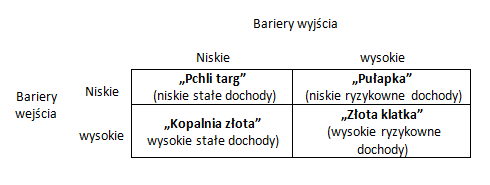 Bariery wyjścia
Niskie wysokie
Bariery wejścia
Niskie
„Pchli targ”
(niskie stałe dochody)
„Pułapka”
(niskie ryzykowne dochody)
wysokie
„Kopalnia złota”
wysokie stałe dochody)
„Złota klatka”
(wysokie ryzykowne
dochody)